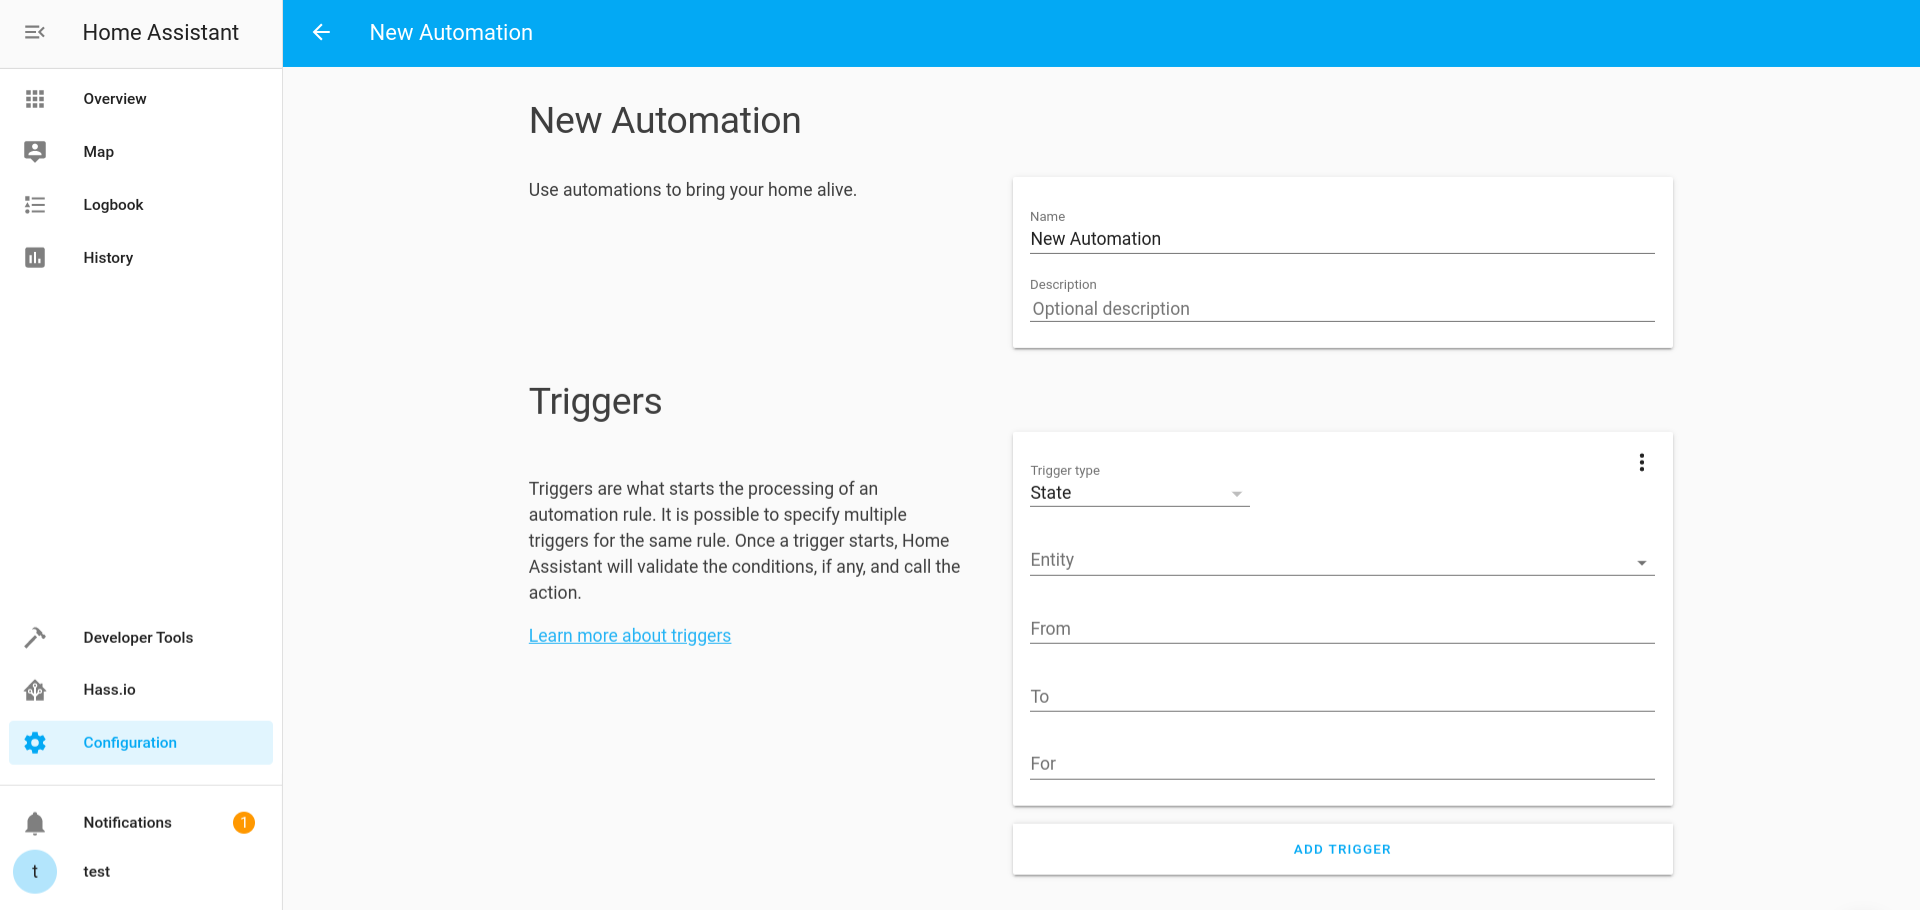 Home Assistant
New Automation
Overview
Map
Logbook
History
Developer Tools
Hass.io
Configuration
Notifications
1
t
test
New Automation
Use automations to bring your home alive.
Name
New Automation
Description
Optional description
Triggers
Triggers are what starts the processing of an
automation rule. It is possible to specify multiple
triggers for the same rule. Once a trigger starts, Home
Assistant will validate the conditions, if any, and call the
action.
Learn more about triggers
Trigger type
State
Entity
From
To
For
ADD TRIGGER